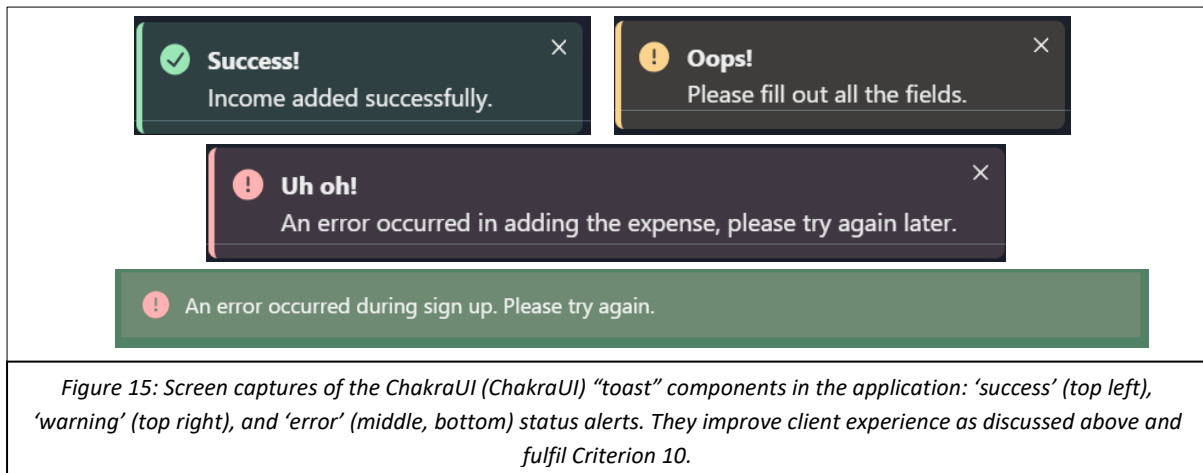 Success!
Income added successfully.
Oops!
Please fill out all the fields.
Uh oh!
An error occurred in adding the expense, please try again later.
An error occurred during sign up. Please try again.
Figure 15: Screen captures of the ChakraUI (ChakraUI) “toast” components in the application: ‘success’ (top left),
‘warning’ (top right), and ‘error’ (middle, bottom) status alerts. They improve client experience as discussed above and
fulfil Criterion 10.